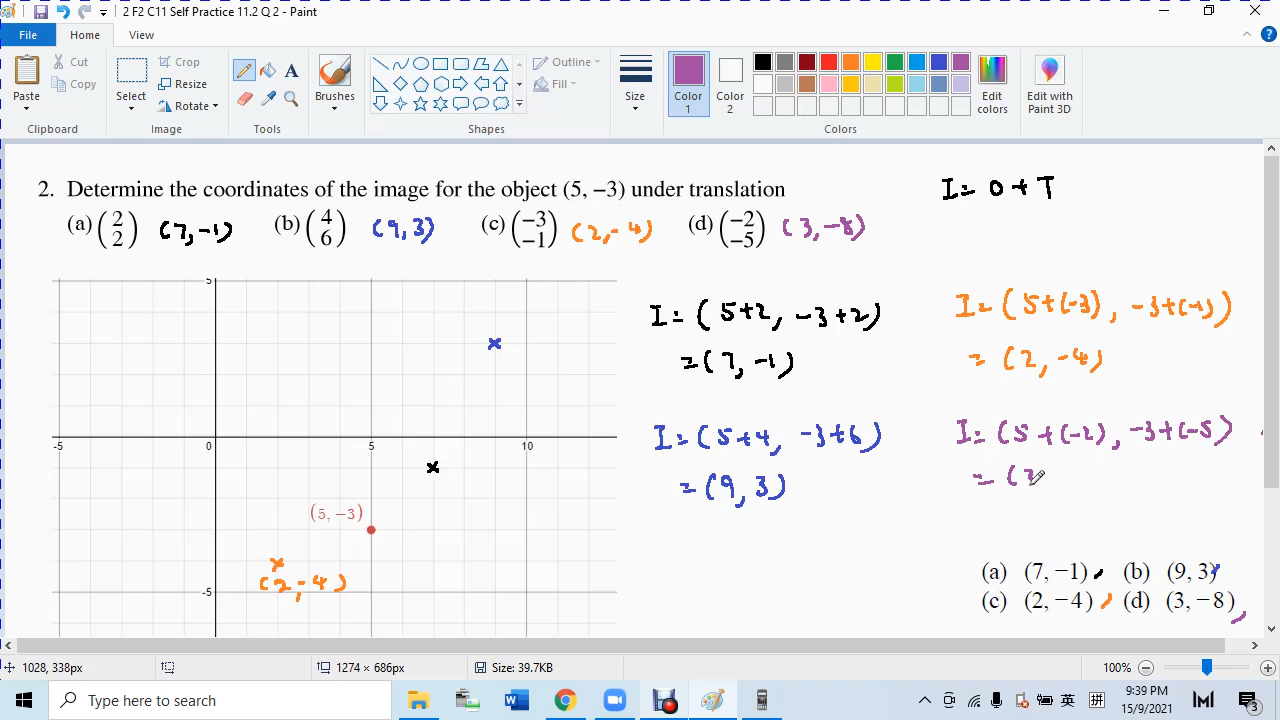 2 F2 C11 Self Practice 11.2 Q 2 - Paint
File Home View
Paste Cut Copy Clipboard
Select Crop Resize Rotate Image
Tools
Brushes
Shapes Outline Fill
Size
Color 1 Color 2 Colors
Edit colors
Edit with Paint 3D
2. Determine the coordinates of the image for the object (5, −3) under translation
I = O + T
(a) (2 2) (7, -1) (b) (4 6) (9, 3) (c) (−3 −1) (2, -4) (d) (−2 −5) (3, -8)
5
-5 0 5 10
-5
(5, −3)
(2, -4)
I = (5+2, -3+2)
= (7, -1)
I = (5+4, -3+6)
= (9, 3)
I = (5+(-3), -3+(-1))
= (2, -4)
I = (5+(-2), -3+(-5)
= (3
(a) (7, −1) (b) (9, 3)
(c) (2, −4) (d) (3, −8)
1028, 338px 1274 × 686px Size: 39.7KB 100%
Type here to search
英 拼
9:39 PM
15/9/2021
3